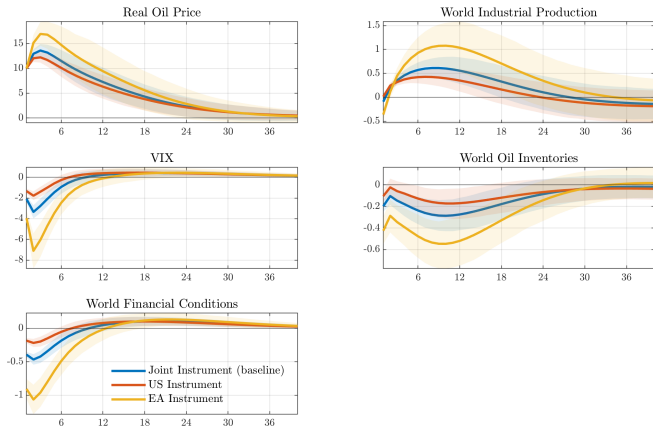 Real Oil Price
15
10
5
0
6 12 18 24 30 36
World Industrial Production
1.5
1
0.5
0
-0.5
6 12 18 24 30 36
VIX
0
-2
-4
-6
-8
6 12 18 24 30 36
World Oil Inventories
0
-0.2
-0.4
-0.6
6 12 18 24 30 36
World Financial Conditions
0
-0.5
-1
Joint Instrument (baseline)
US Instrument
EA Instrument
6 12 18 24 30 36